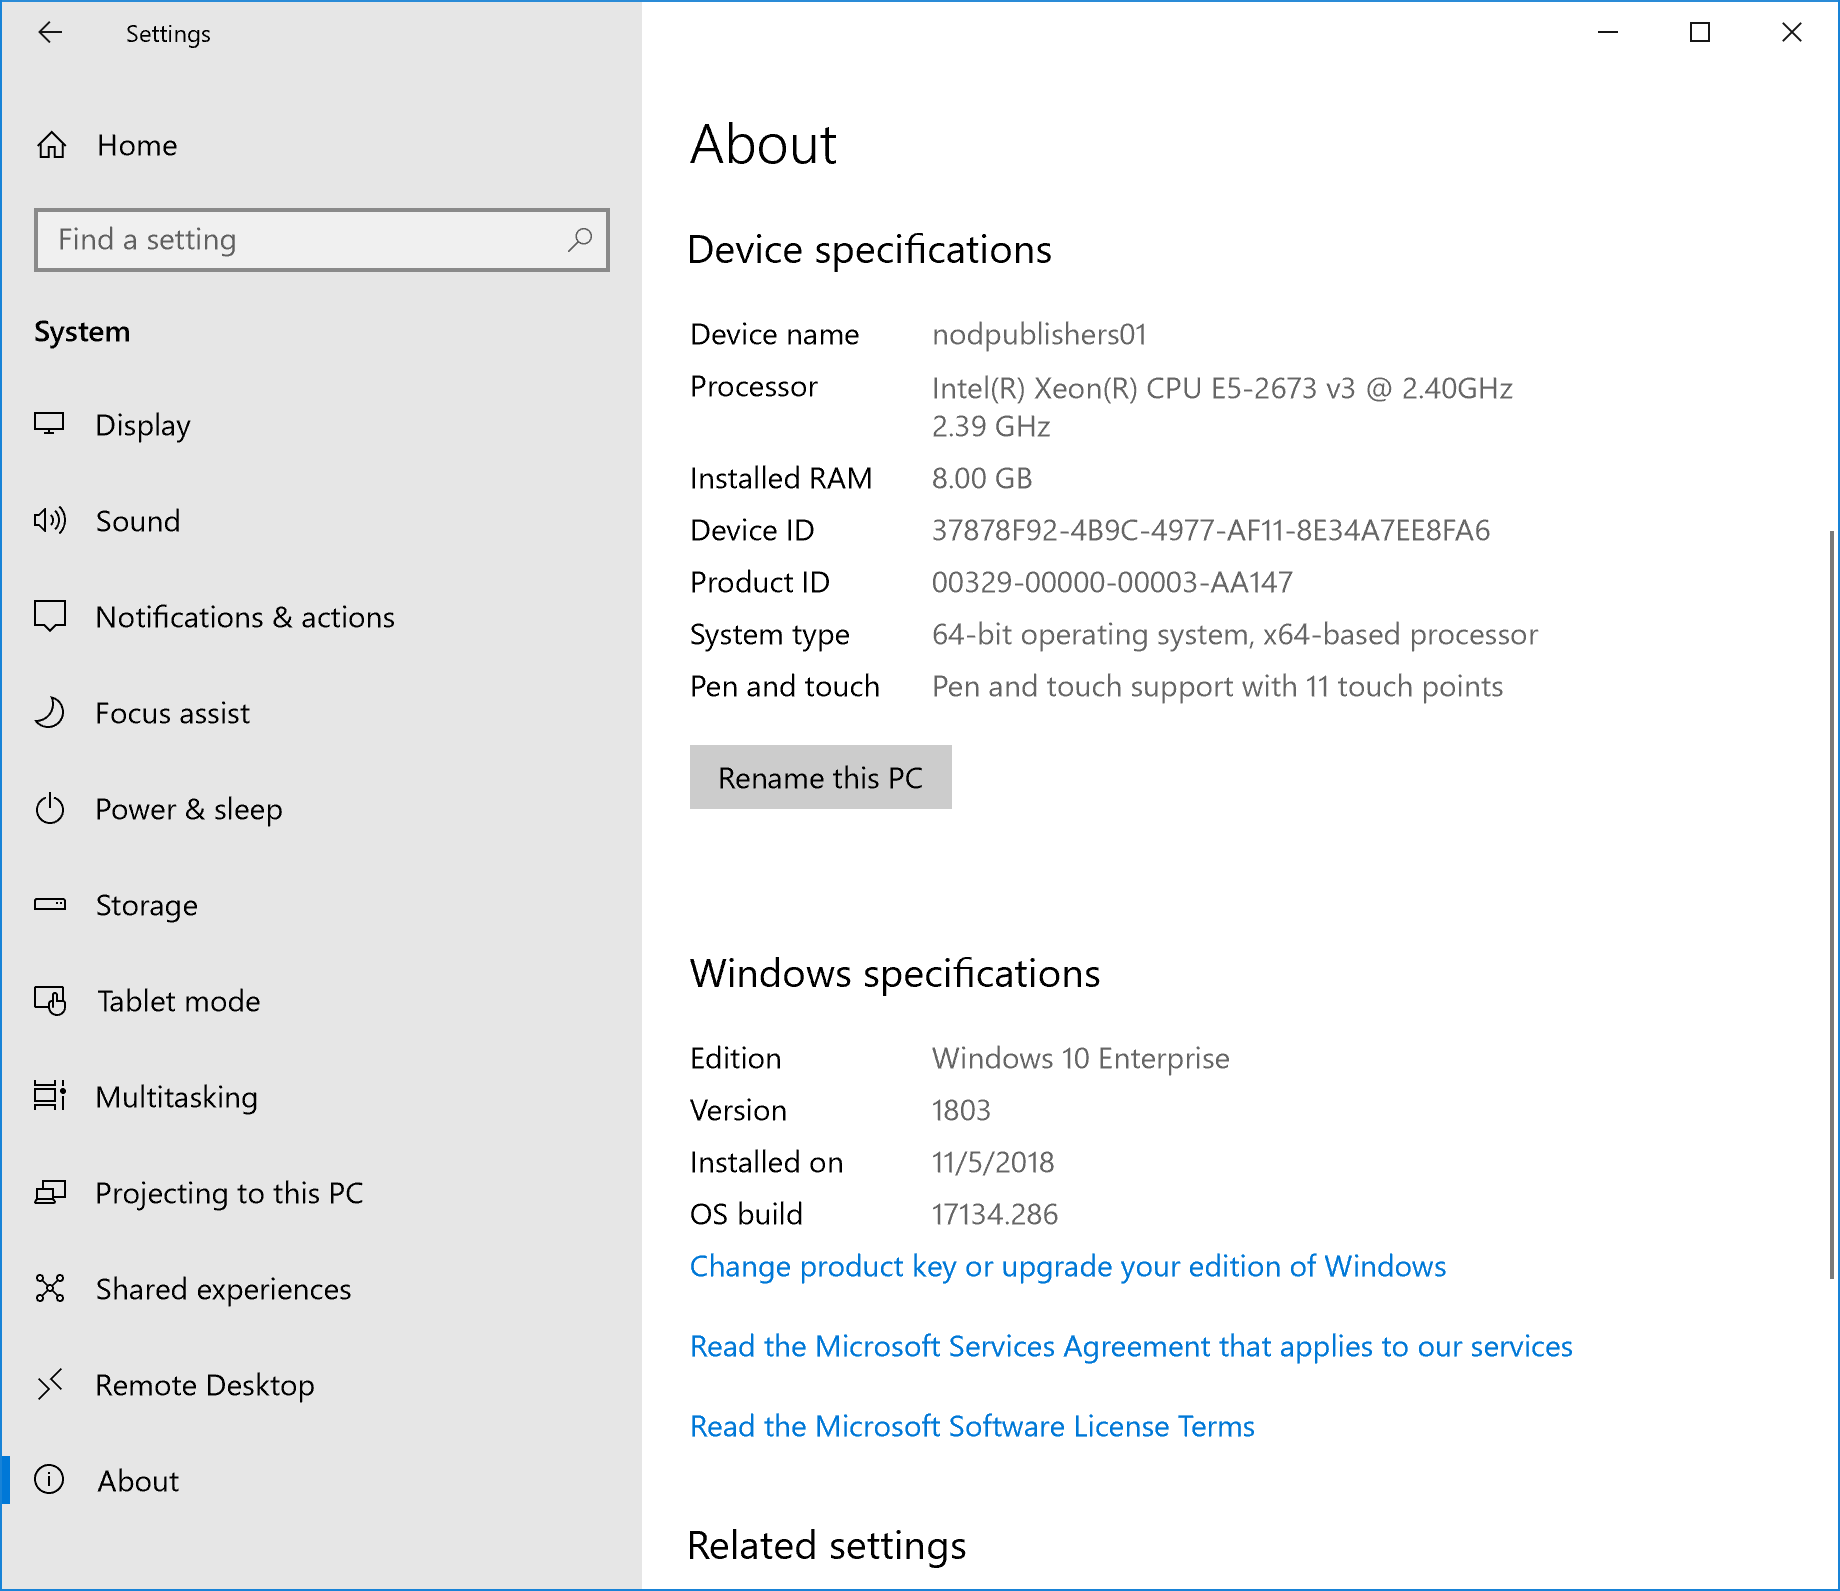 Settings
Home
Find a setting
System
Display
Sound
Notifications & actions
Focus assist
Power & sleep
Storage
Tablet mode
Multitasking
Projecting to this PC
Shared experiences
Remote Desktop
About
About
Device specifications
Device name nodpublishers01
Processor Intel(R) Xeon(R) CPU E5-2673 v3 @ 2.40GHz
2.39 GHz
Installed RAM 8.00 GB
Device ID 37878F92-4B9C-4977-AF11-8E34A7EE8FA6
Product ID 00329-00000-00003-AA147
System type 64-bit operating system, x64-based processor
Pen and touch Pen and touch support with 11 touch points
Rename this PC
Windows specifications
Edition Windows 10 Enterprise
Version 1803
Installed on 11/5/2018
OS build 17134.286
Change product key or upgrade your edition of Windows
Read the Microsoft Services Agreement that applies to our services
Read the Microsoft Software License Terms
Related settings